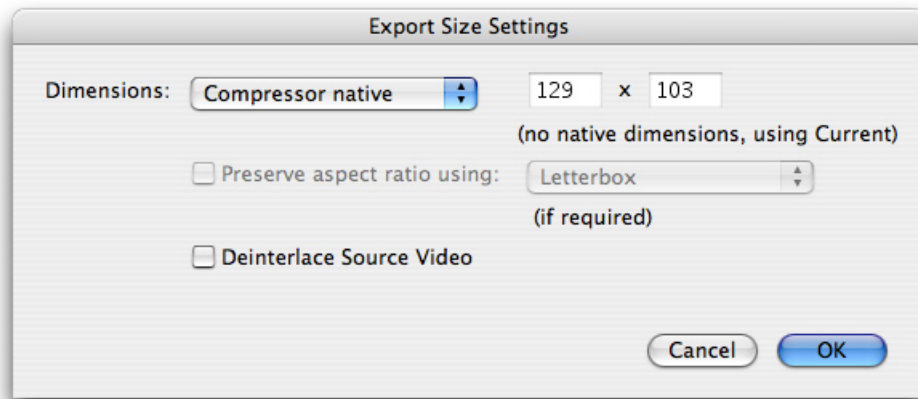 Export Size Settings
Dimensions: Compressor native 129 x 103
(no native dimensions, using Current)
Preserve aspect ratio using: Letterbox
(if required)
Deinterlace Source Video
Cancel OK